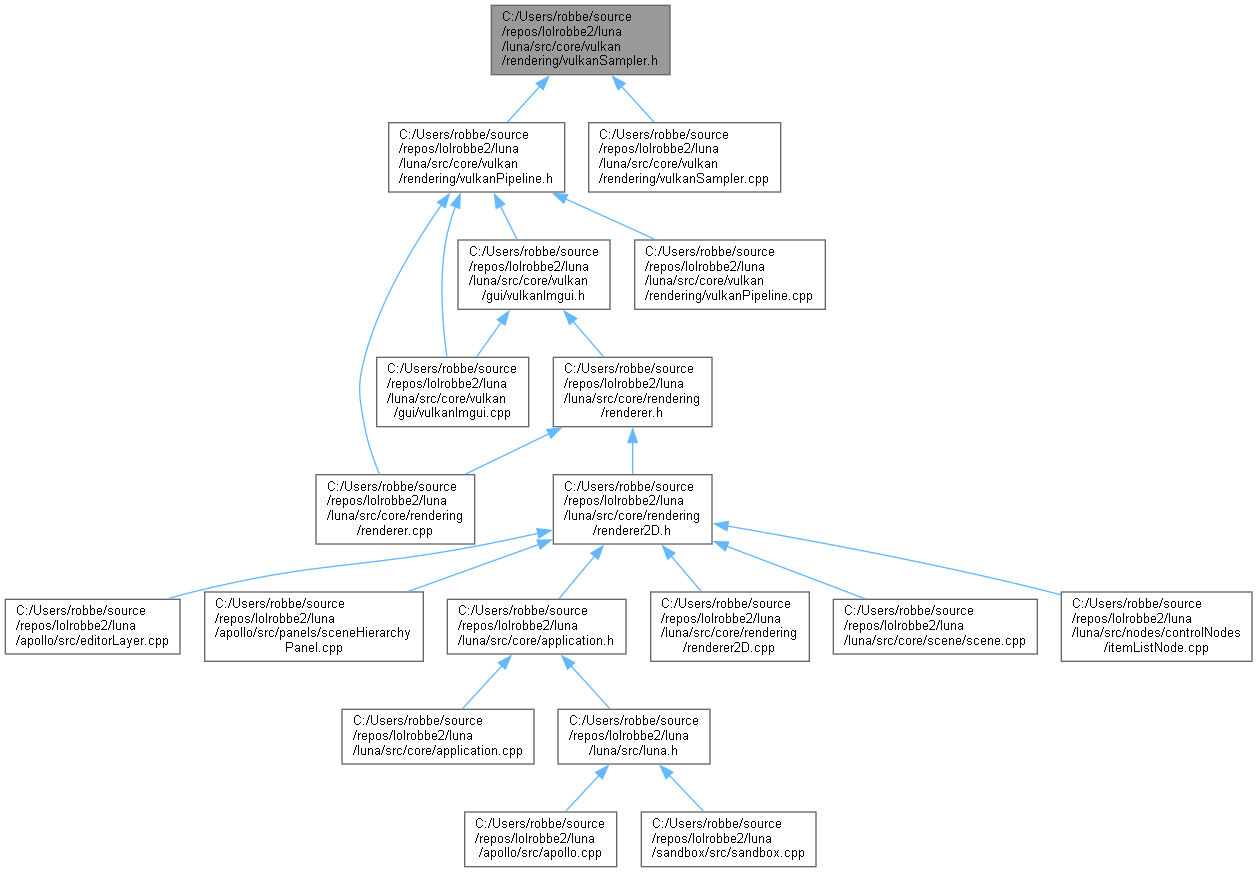 C:/Users/robbe/source
/repos/lolrobbe2/luna
/luna/src/core/vulkan
/rendering/vulkanSampler.h
C:/Users/robbe/source
/repos/lolrobbe2/luna
/luna/src/core/vulkan
/rendering/vulkanPipeline.h
C:/Users/robbe/source
/repos/lolrobbe2/luna
/luna/src/core/vulkan
/rendering/vulkanSampler.cpp
C:/Users/robbe/source
/repos/lolrobbe2/luna
/luna/src/core/vulkan
/gui/vulkanImgui.h
C:/Users/robbe/source
/repos/lolrobbe2/luna
/luna/src/core/vulkan
/rendering/vulkanPipeline.cpp
C:/Users/robbe/source
/repos/lolrobbe2/luna
/luna/src/core/vulkan
/gui/vulkanImgui.cpp
C:/Users/robbe/source
/repos/lolrobbe2/luna
/luna/src/core/rendering
/renderer.h
C:/Users/robbe/source
/repos/lolrobbe2/luna
/luna/src/core/rendering
/renderer.cpp
C:/Users/robbe/source
/repos/lolrobbe2/luna
/luna/src/core/rendering
/renderer2D.h
C:/Users/robbe/source
/repos/lolrobbe2/luna
/apollo/src/editorLayer.cpp
C:/Users/robbe/source
/repos/lolrobbe2/luna
/apollo/src/panels/sceneHierarchy
Panel.cpp
C:/Users/robbe/source
/repos/lolrobbe2/luna
/luna/src/core/application.h
C:/Users/robbe/source
/repos/lolrobbe2/luna
/luna/src/core/rendering
/renderer2D.cpp
C:/Users/robbe/source
/repos/lolrobbe2/luna
/luna/src/core/scene/scene.cpp
C:/Users/robbe/source
/repos/lolrobbe2/luna
/luna/src/nodes/controlNodes
/itemListNode.cpp
C:/Users/robbe/source
/repos/lolrobbe2/luna
/luna/src/core/application.cpp
C:/Users/robbe/source
/repos/lolrobbe2/luna
/luna/src/luna.h
C:/Users/robbe/source
/repos/lolrobbe2/luna
/apollo/src/apollo.cpp
C:/Users/robbe/source
/repos/lolrobbe2/luna
/sandbox/src/sandbox.cpp